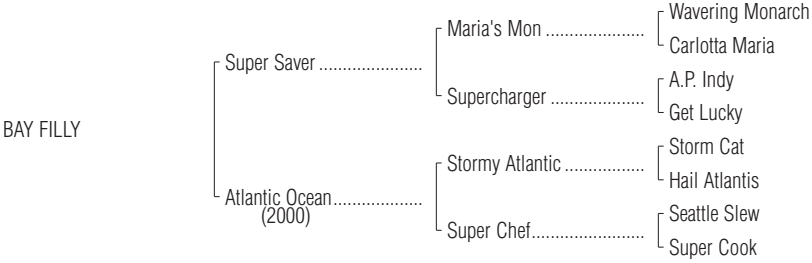 Wavering Monarch
Maria's Mon .....................
Carlotta Maria
Super Saver ......................
A.P. Indy
Supercharger ....................
Get Lucky
BAY FILLY
Storm Cat
Stormy Atlantic .................
Hail Atlantis
Atlantic Ocean...................
(2000)
Seattle Slew
Super Chef........................
Super Cook